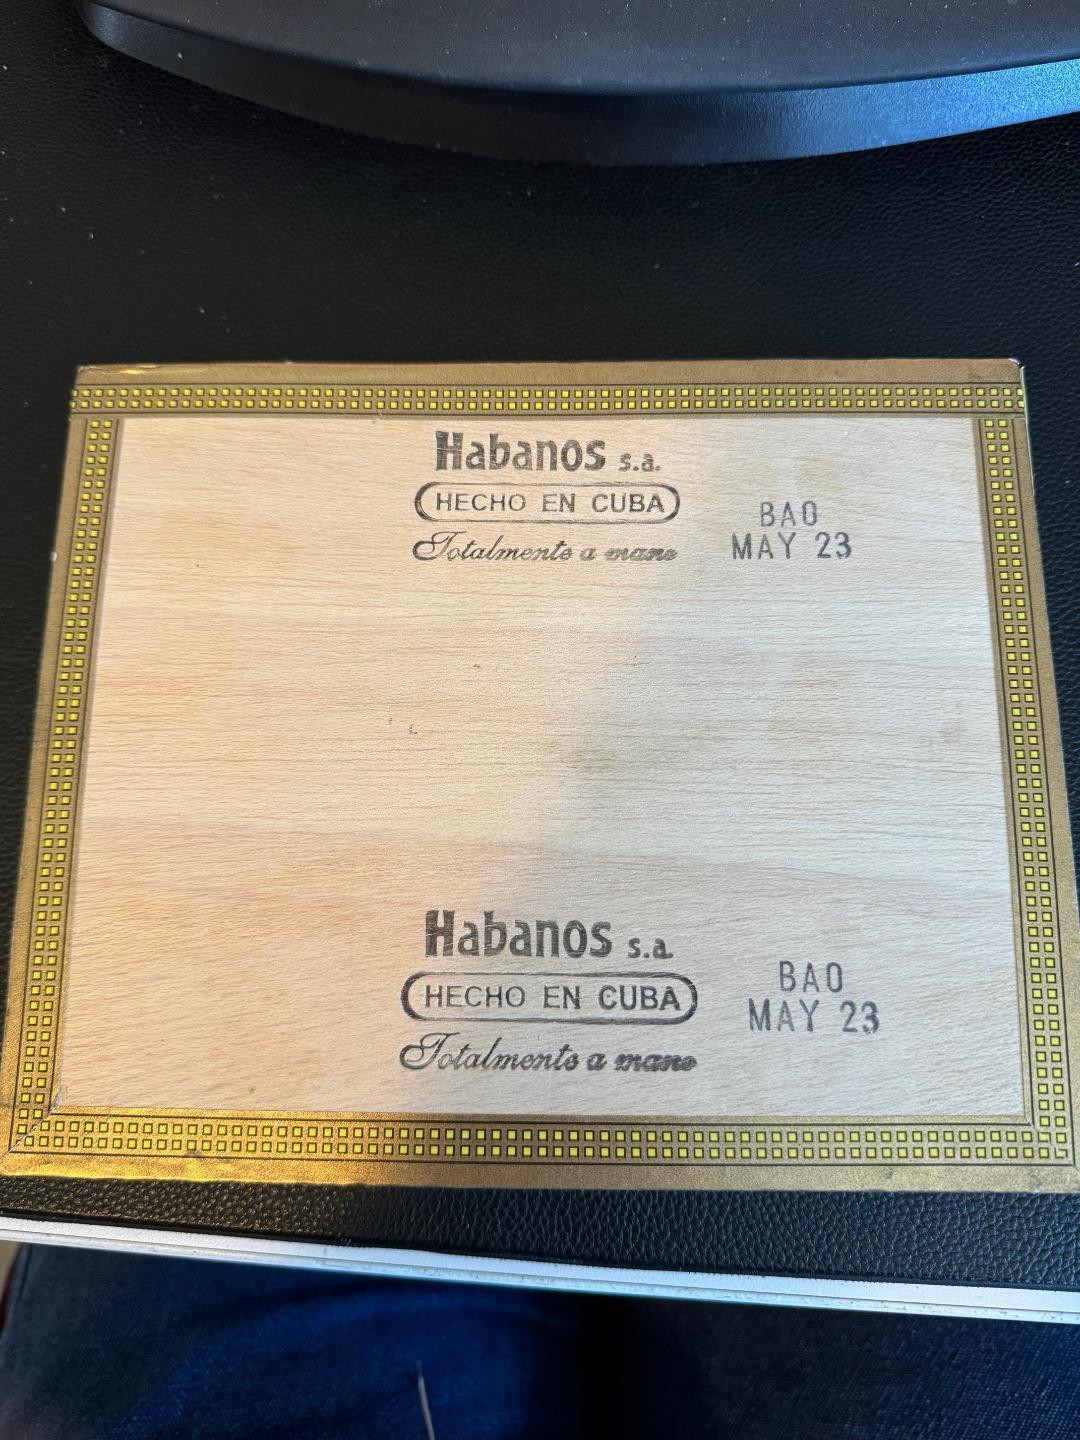 Habanos s.a.
HECHO EN CUBA
Totalmente a mano
BAO
MAY 23
Habanos s.a.
HECHO EN CUBA
Totalmente a mano
BAO
MAY 23